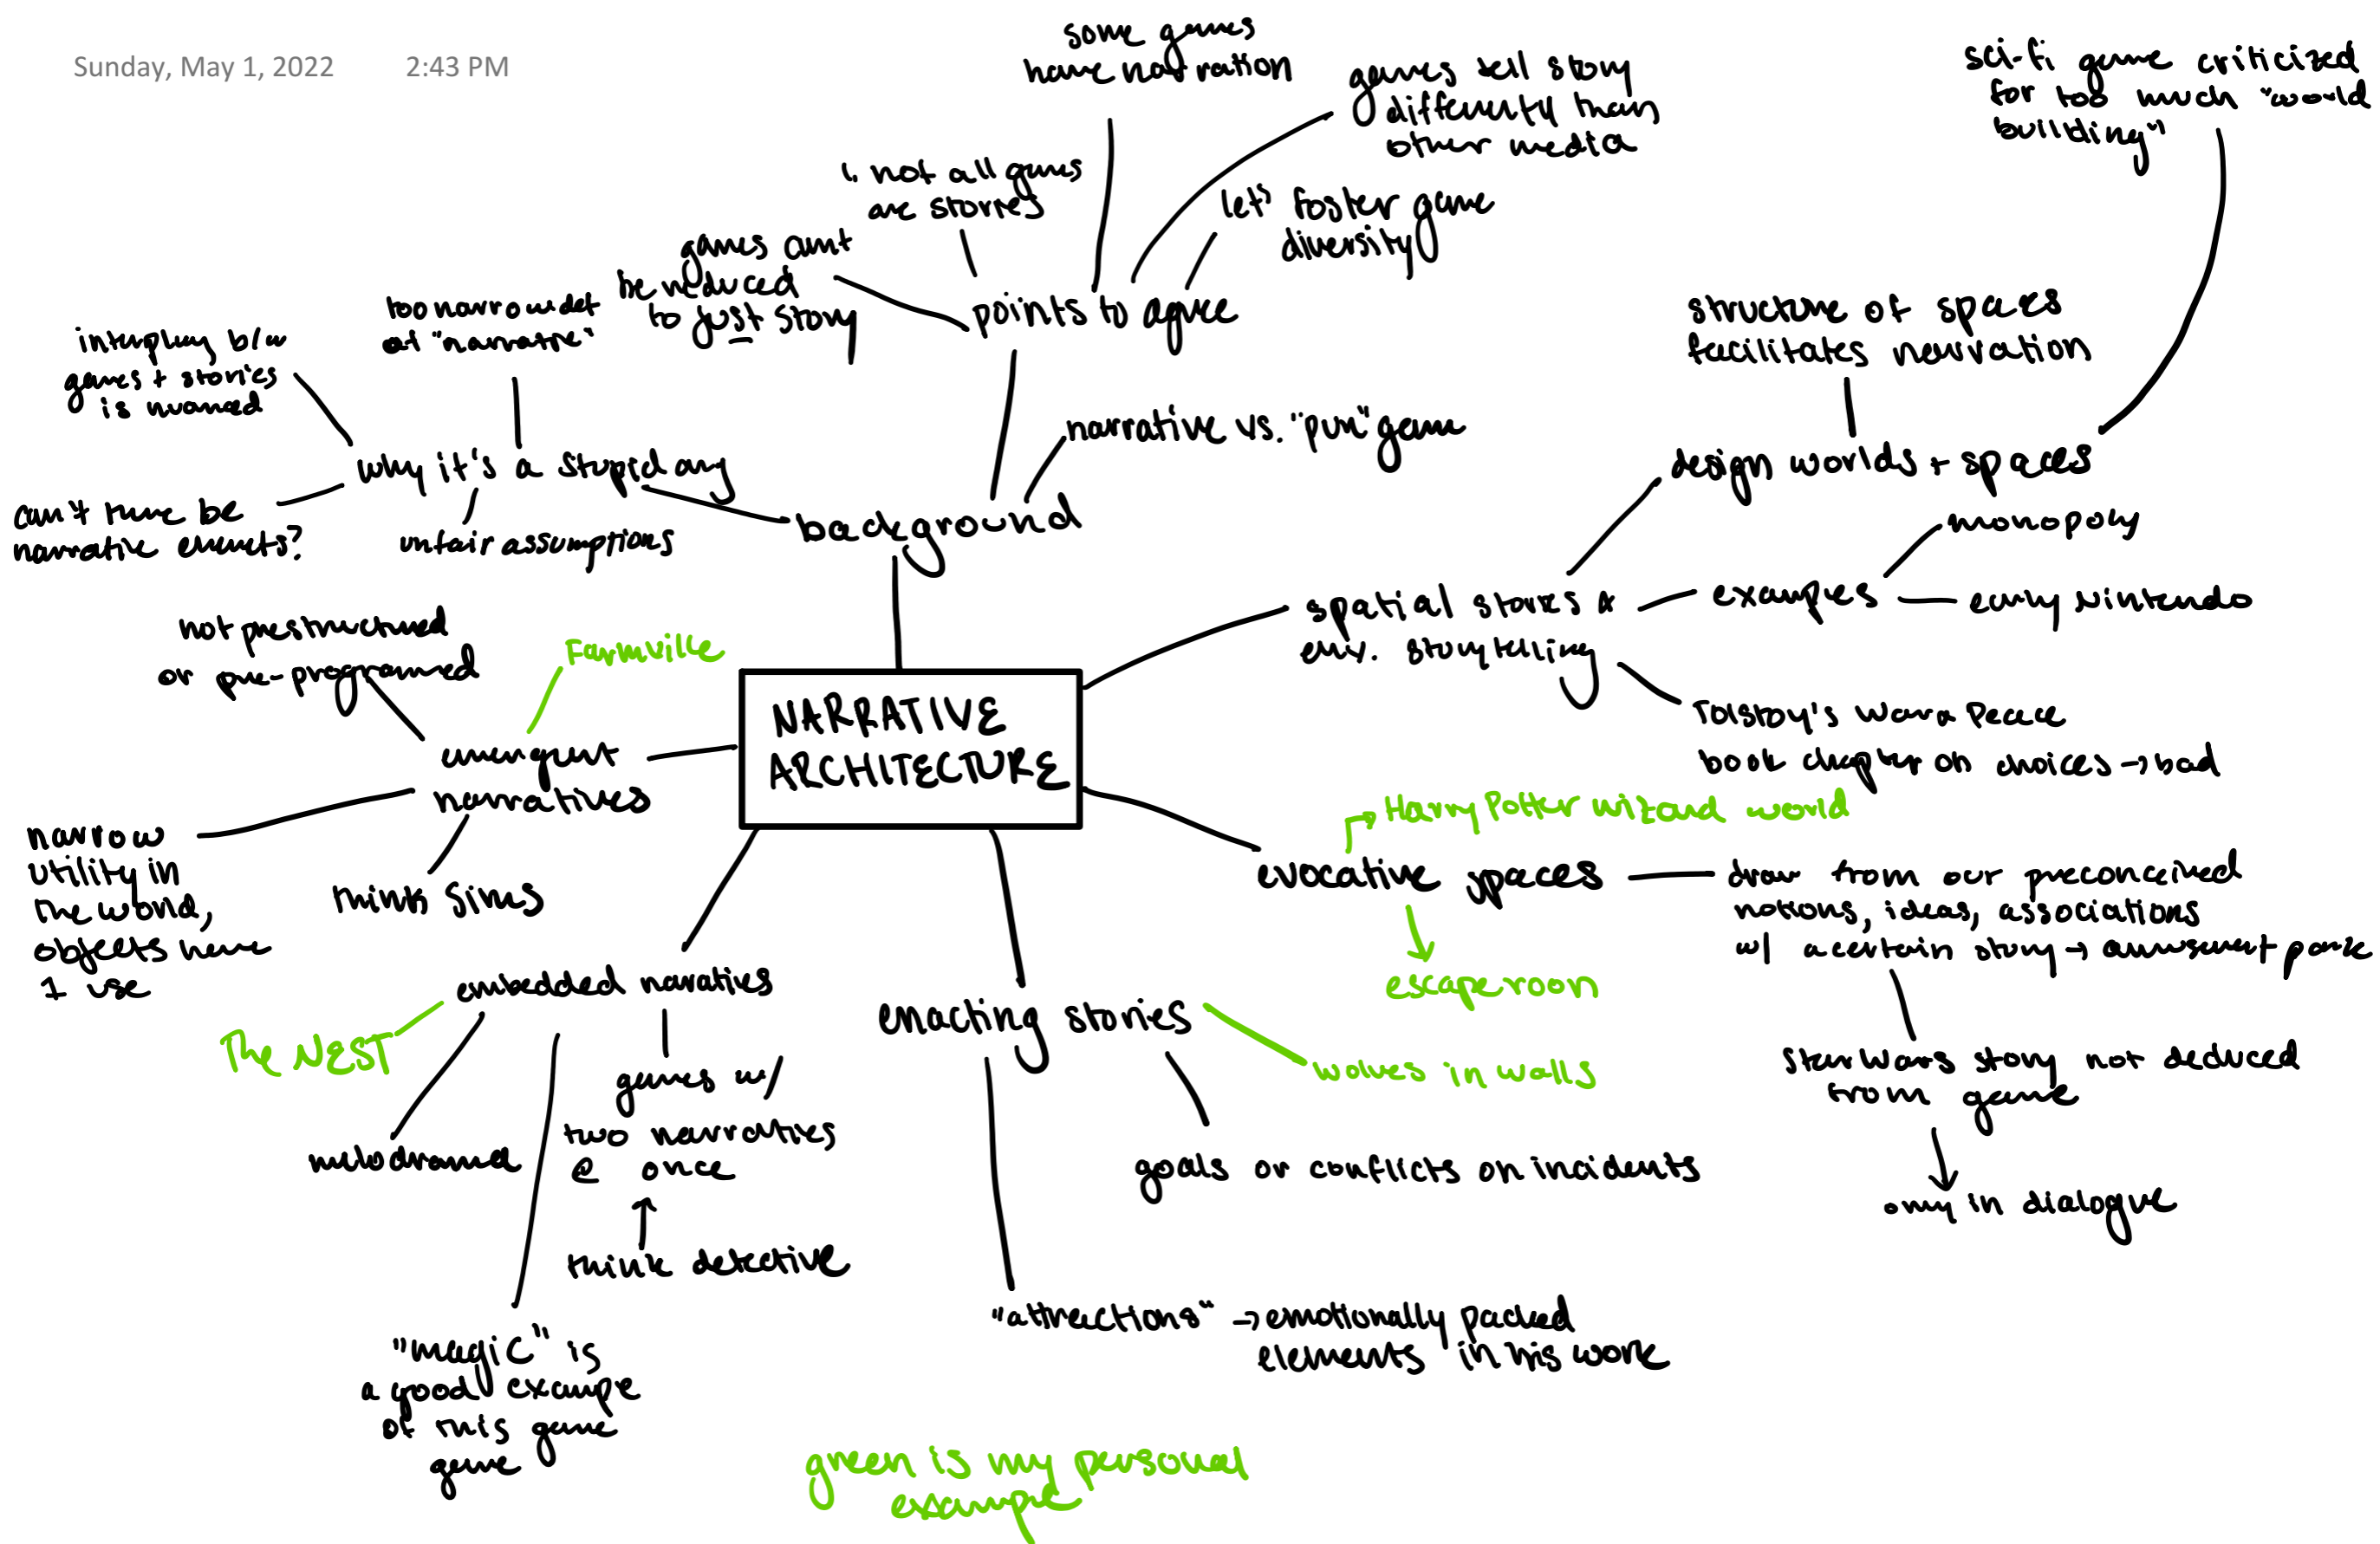 Sunday, May 1, 2022 2:43 PM
some games
have narration
games tell story
differently than
other media
sci-fi game criticized
for too much "world
building"
not all games
are stories
let's foster game
diversity
games can't
be reduced
to just story
points to agree
too narrow def
of "narrative"
interplay b/w
games + stories
is nuanced
why it's a stupid arg
can't there be
narrative elements?
unfair assumptions
narrative vs. "pure" game
background
structure of spaces
facilitates narration
design worlds + spaces
monopoly
examples
early Nintendo
spatial stories &
env. storytelling
Tolstoy's War & Peace
book chapter on choices → bad
not prestructured
or pre-programed
Farmville
emergent
narratives
narrow
utility in
the world,
objects have
1 use
think Sims
NARRATIVE
ARCHITECTURE
Harry Potter wizard world
evocative spaces
escape room
draw from our preconceived
notions, ideas, associations
w/ a certain story → amusement park
Star Wars story not deduced
from game
only in dialogue
embedded naraties
The NEST
melodrama
games w/
two narraties
@ once
think detective
"magic" is
a good exampe
of this game
game
enacting stories
wolves in walls
goals or conflicts on incidents
"attractions" → emotionally packed
elements in his work
green is my personal
example